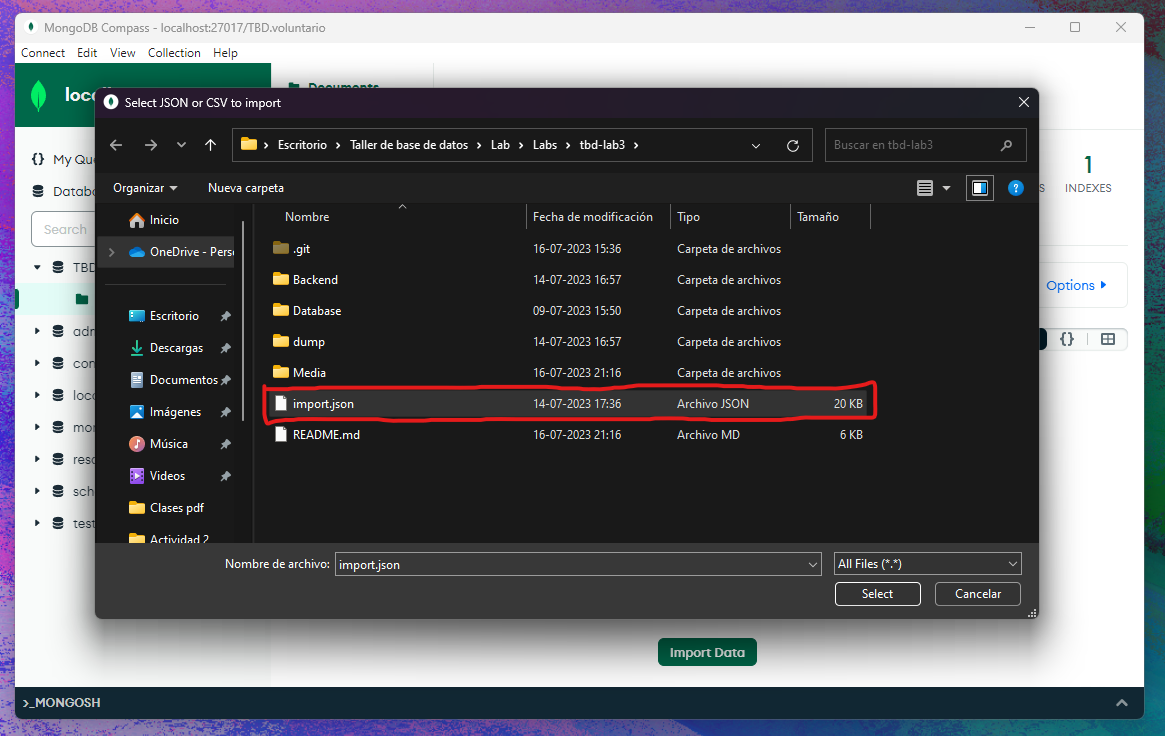 MongoDB Compass - localhost:27017/TBD.voluntario
Connect Edit View Collection Help
Documents
My Qu
Databa
Search
TBD
adm
con
loca
mo
sch
test
1
INDEXES
Options
Select JSON or CSV to import
Escritorio > Taller de base de datos > Lab > Labs > tbd-lab3 >
Buscar en tbd-lab3
Organizar Nueva carpeta
Inicio
OneDrive - Perso
Escritorio
Descargas
Documentos
Imágenes
Música
Videos
Clases pdf
Actividad 2
Nombre Fecha de modificación Tipo Tamaño
.git 16-07-2023 15:36 Carpeta de archivos
Backend 14-07-2023 16:57 Carpeta de archivos
Database 09-07-2023 15:50 Carpeta de archivos
dump 14-07-2023 16:57 Carpeta de archivos
Media 16-07-2023 21:16 Carpeta de archivos
import.json 14-07-2023 17:36 Archivo JSON 20 KB
README.md 16-07-2023 21:16 Archivo MD 6 KB
Nombre de archivo: import.json All Files (*.*)
Select Cancelar
Import Data
>_MONGOSH